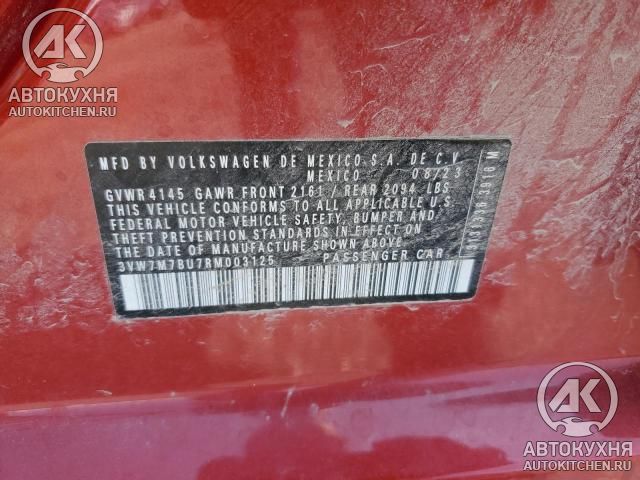 АК
АВТОКУХНЯ
AUTOKITCHEN.RU
MFD BY VOLKSWAGEN DE MEXICO S.A. DE C.V.
MEXICO 08/23
GVWR 4145 GAWR FRONT 2161 / REAR 2094 LBS
THIS VEHICLE CONFORMS TO ALL APPLICABLE
FEDERAL MOTOR VEHICLE SAFETY, BUMPER AND
THEFT PREVENTION STANDARDS IN EFFECT ON
THE DATE OF MANUFACTURE SHOWN ABOVE.
3VW7M7BU7RM003125 PASSENGER CAR
АК
АВТОКУХНЯ
AUTOKITCHEN.RU